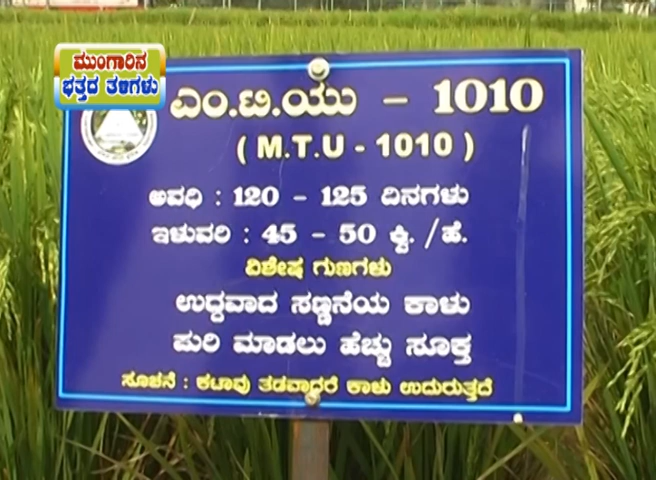 ಮುಂಗಾರಿನ
ಭತ್ತದ ತಳಿಗಳು
ಎಂ.ಟಿ.ಯು – 1010
( M.T.U - 1010 )
ಅವಧಿ : 120 – 125 ದಿನಗಳು
ಇಳುವರಿ : 45 – 50 ಕ್ವಿ. /ಹೆ.
ವಿಶೇಷ ಗುಣಗಳು
ಉದ್ದವಾದ ಸಣ್ಣನೆಯ ಕಾಳು
ಪುರಿ ಮಾಡಲು ಹೆಚ್ಚು ಸೂಕ್ತ
ಸೂಚನೆ : ಕಟಾವು ತಡವಾದರೆ ಕಾಳು ಉದುರುತ್ತದೆ